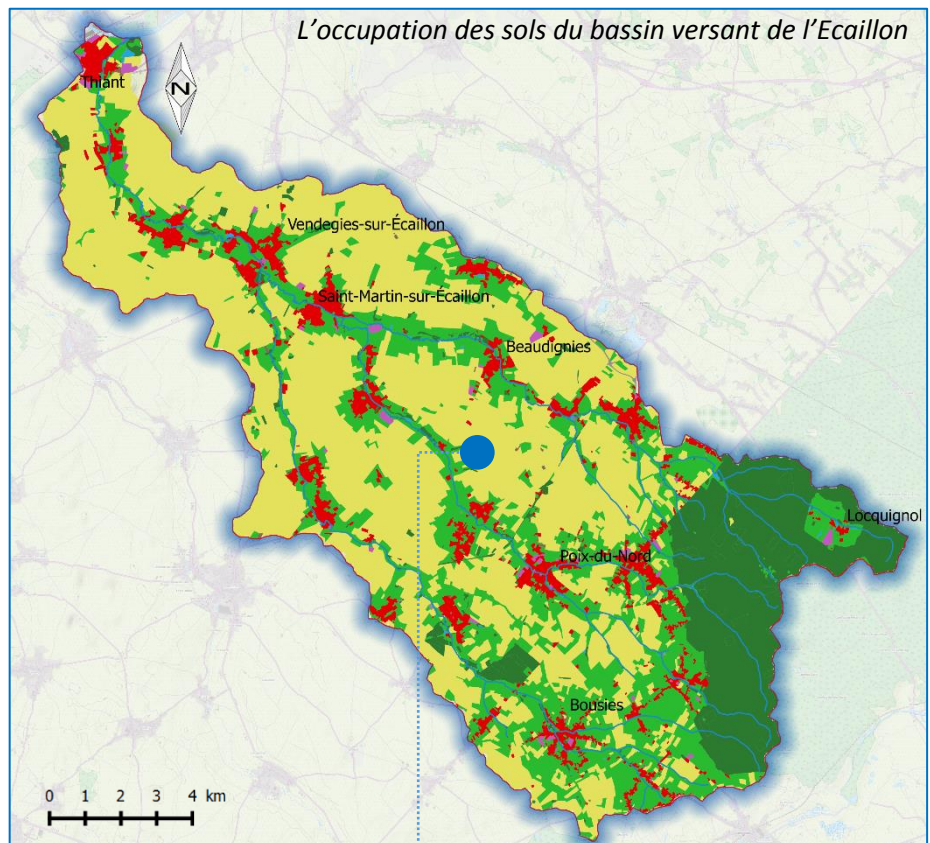 L’occupation des sols du bassin versant de l’Ecaillon
Thiant
N
Vendegies-sur-Écaillon
Saint-Martin-sur-Écaillon
Beaudignies
Locquignol
Poix-du-Nord
Bousies
0 1 2 3 4 km